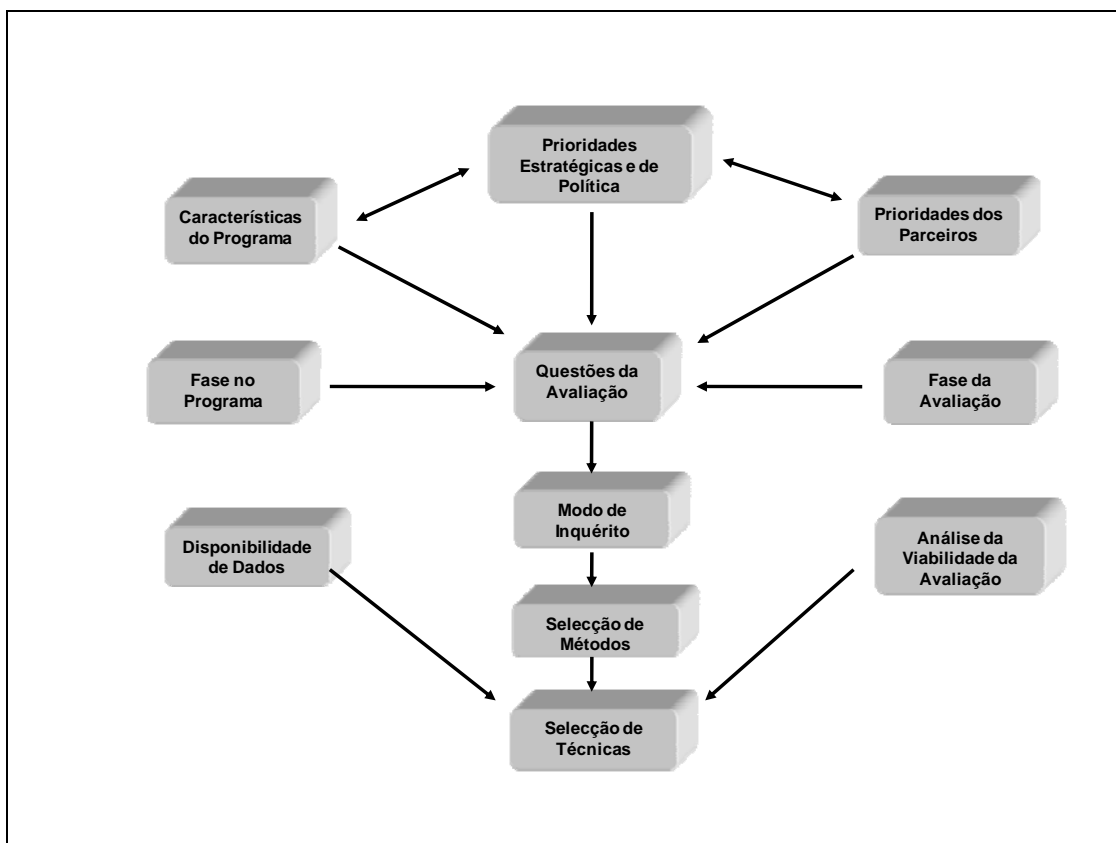 Prioridades
Estratégicas e de
Política
Características
do Programa
Prioridades dos
Parceiros
Questões da
Avaliação
Fase no
Programa
Fase da
Avaliação
Modo de
Inquérito
Disponibilidade
de Dados
Análise da
Viabilidade da
Avaliação
Selecção de
Métodos
Selecção de
Técnicas